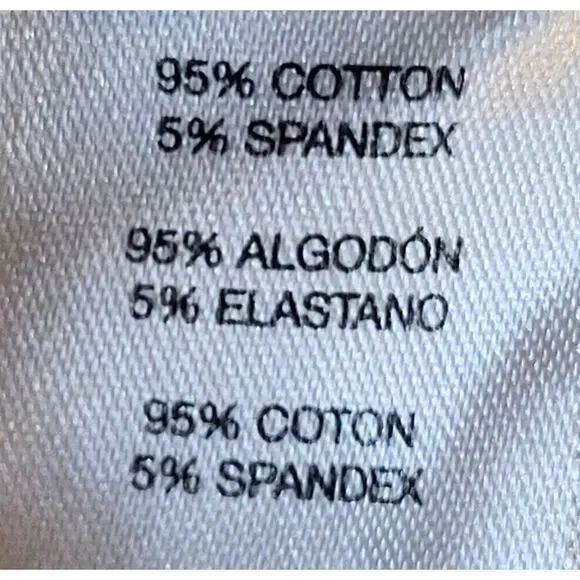 95% COTTON
5% SPANDEX
95% ALGODÓN
5% ELASTANO
95% COTON
5% SPANDEX